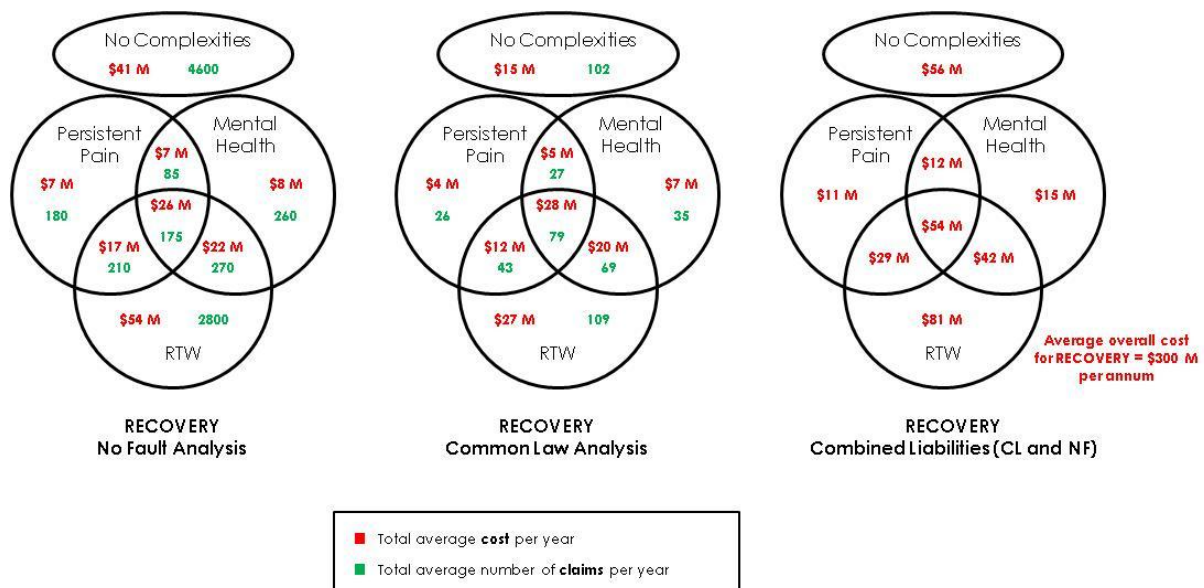 No Complexities
$41 M 4600
Persistent
Pain
Mental
Health
$7 M
85
$7 M
180
$8 M
260
$26 M
175
$17 M
210
$22 M
270
$54 M 2800
RTW
RECOVERY
No Fault Analysis
No Complexities
$15 M 102
Persistent
Pain
Mental
Health
$5 M
27
$4 M
26
$7 M
35
$28 M
79
$12 M
43
$20 M
69
$27 M 109
RTW
RECOVERY
Common Law Analysis
No Complexities
$56 M
Persistent
Pain
Mental
Health
$12 M
$11 M
$15 M
$54 M
$29 M
$42 M
$81 M
RTW
Average overall cost
for RECOVERY = $300 M
per annum
RECOVERY
Combined Liabilities (CL and NF)
Total average cost per year
Total average number of claims per year